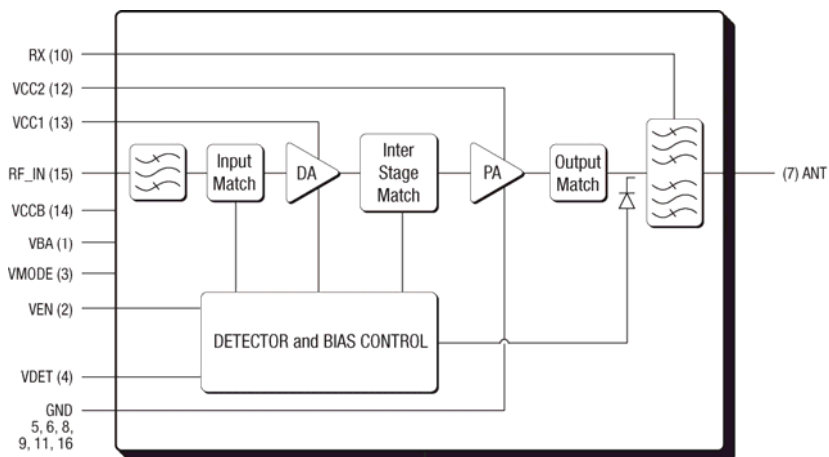 RX (10)
VCC2 (12)
VCC1 (13)
RF_IN (15)
VCCB (14)
VBA (1)
VMODE (3)
VEN (2)
VDET (4)
GND
5, 6, 8,
9, 11, 16
Input
Match
DA
Inter
Stage
Match
PA
Output
Match
(7) ANT
DETECTOR and BIAS CONTROL